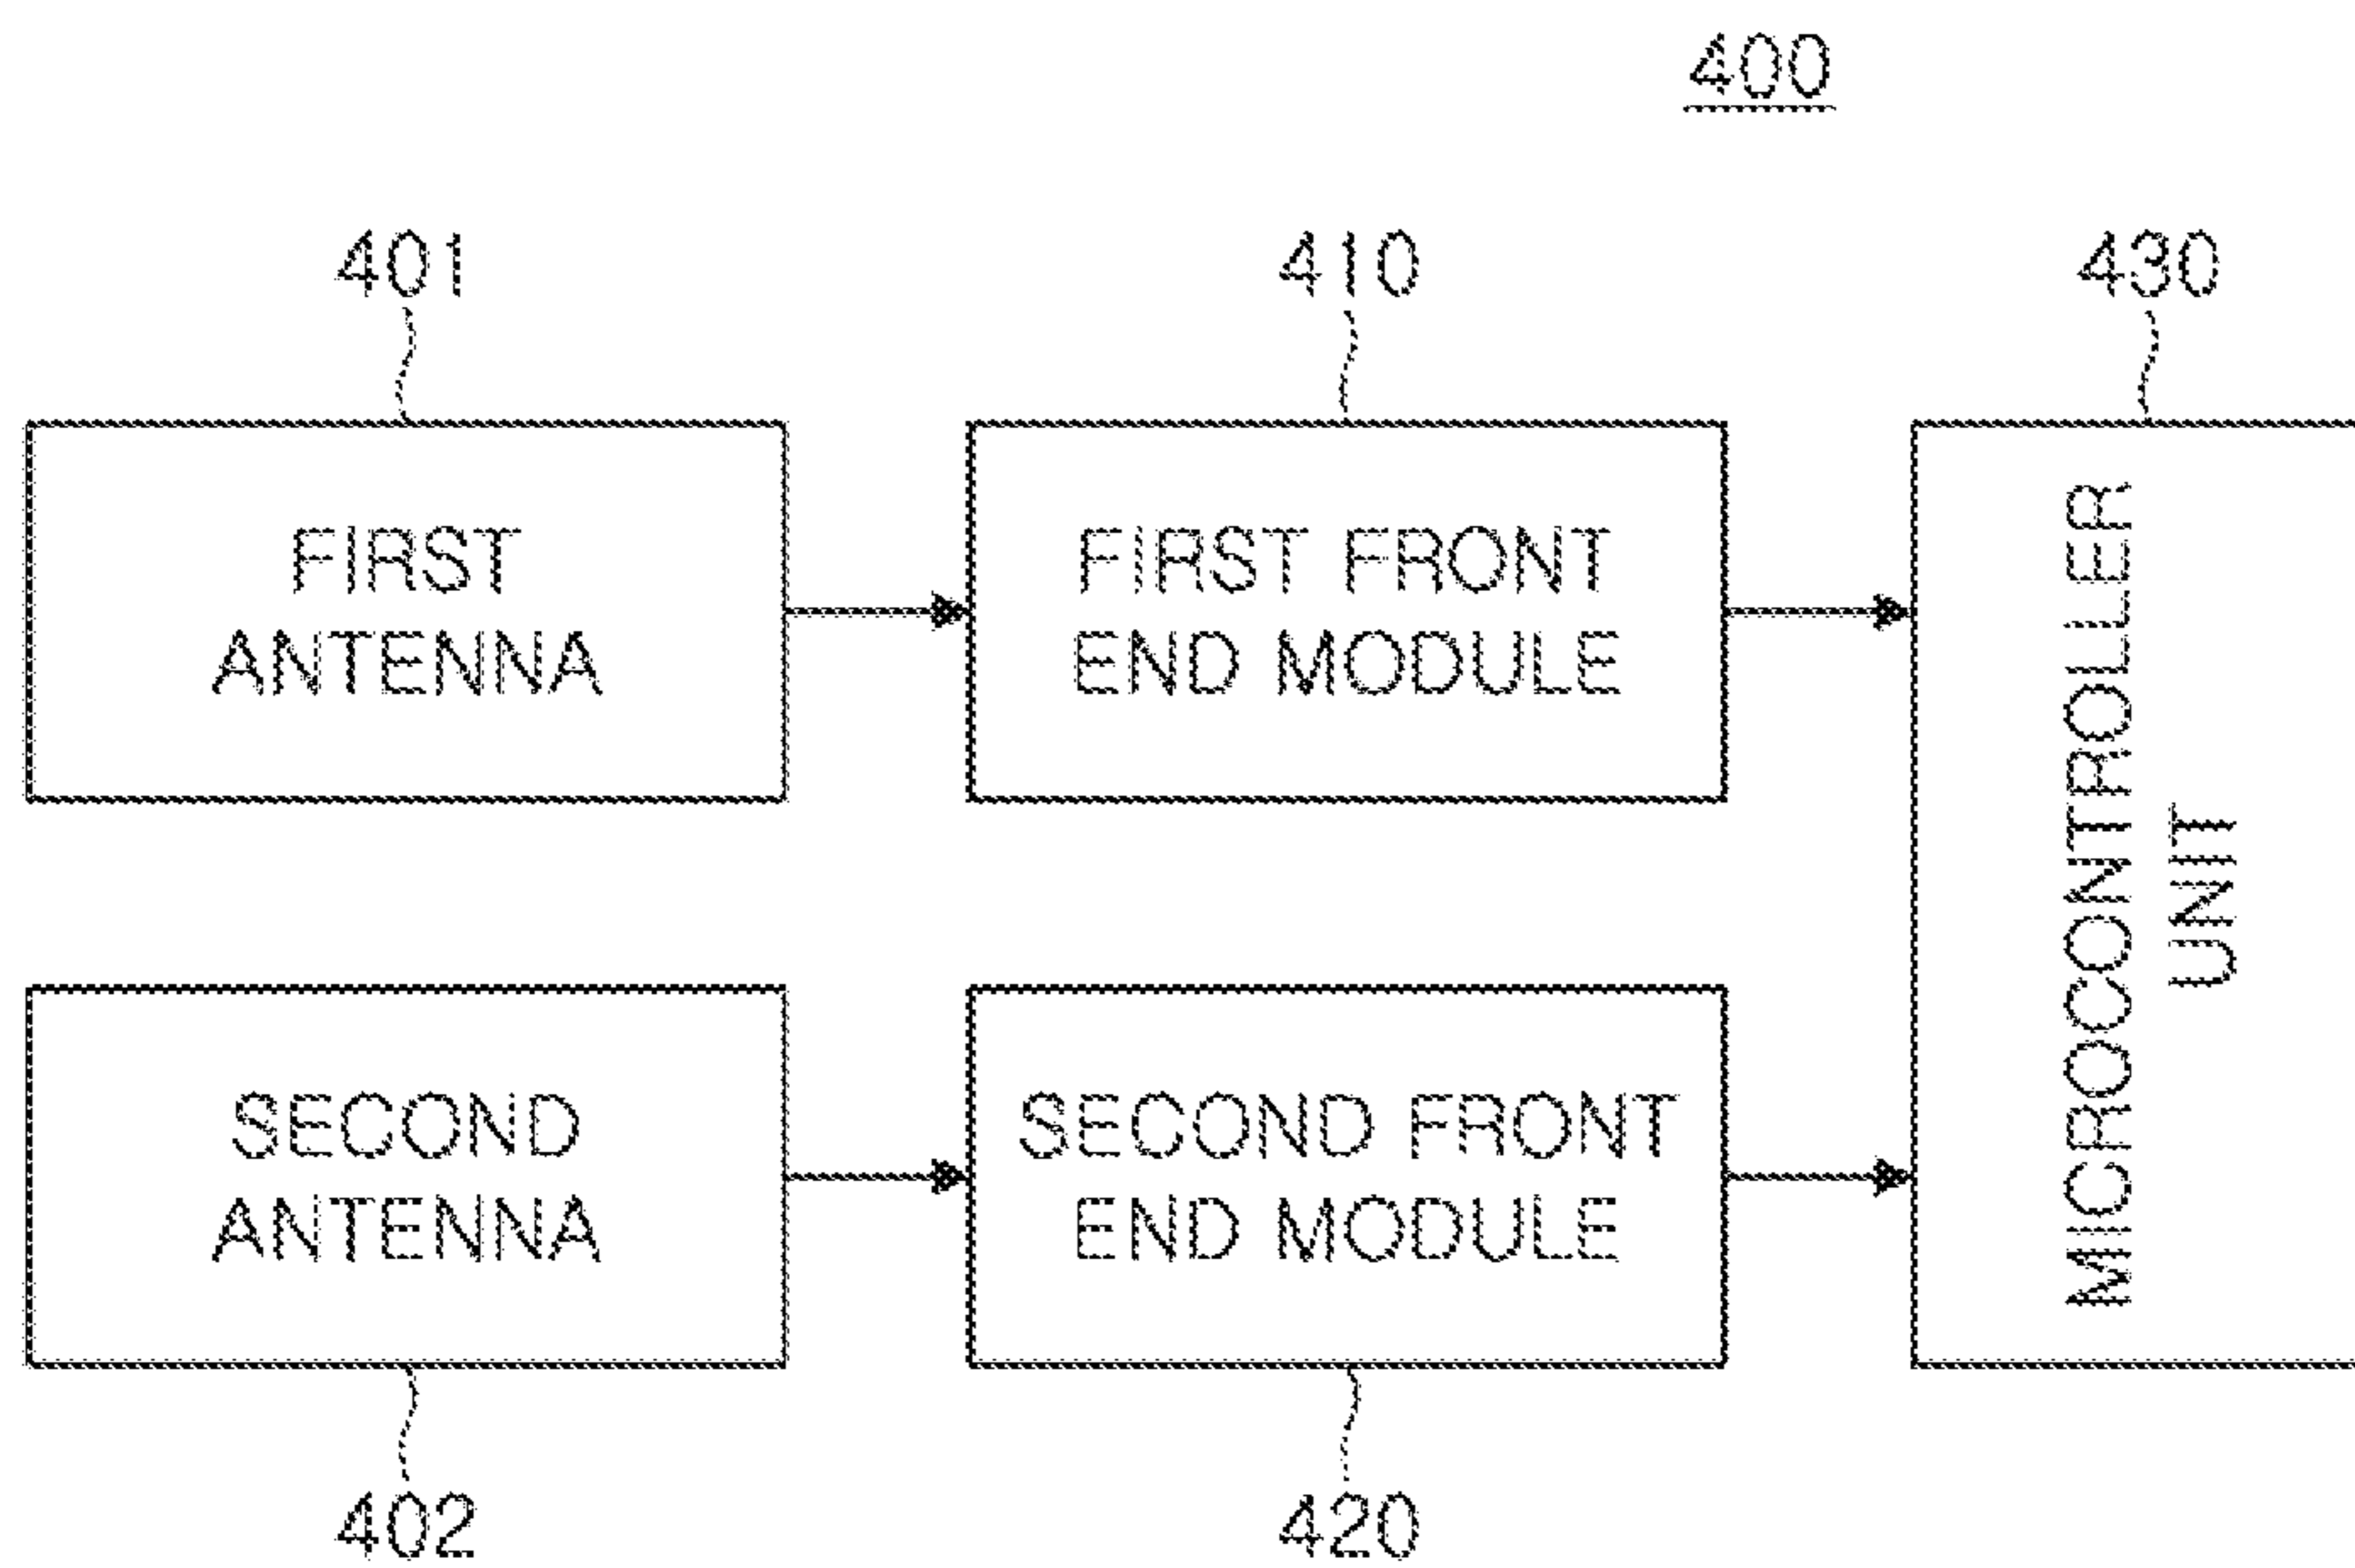 400
401
410
430
FIRST
ANTENNA
FIRST FRONT
END MODULE
MICROCONTROLLER
UNIT
SECOND
ANTENNA
SECOND FRONT
END MODULE
402
420